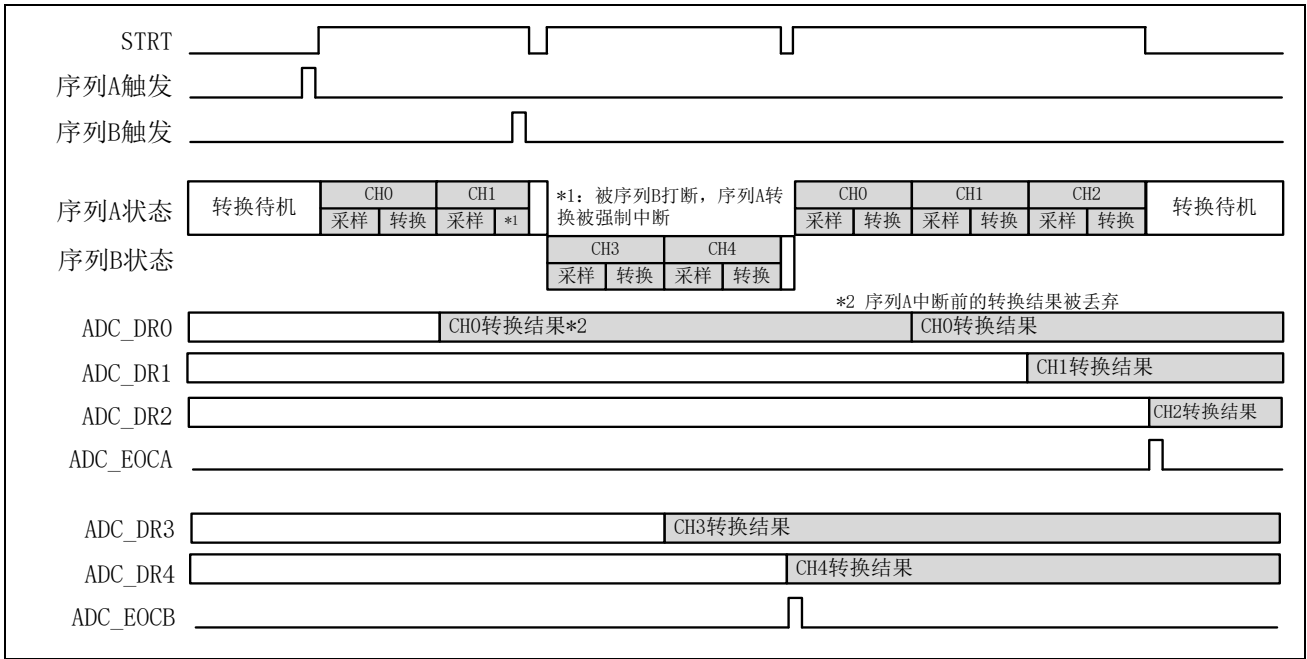 STRT
序列A触发
序列B触发
序列A状态
转换待机
CH0
CH1
采样 转换 采样 *1
*1：被序列B打断，序列A转
换被强制中断
CH0
CH1
CH2
采样 转换 采样 转换 采样 转换
转换待机
序列B状态
CH3
CH4
采样 转换 采样 转换
*2 序列A中断前的转换结果被丢弃
ADC_DR0
CH0转换结果*2
CH0转换结果
ADC_DR1
CH1转换结果
ADC_DR2
CH2转换结果
ADC_EOCA
ADC_DR3
CH3转换结果
ADC_DR4
CH4转换结果
ADC_EOCB